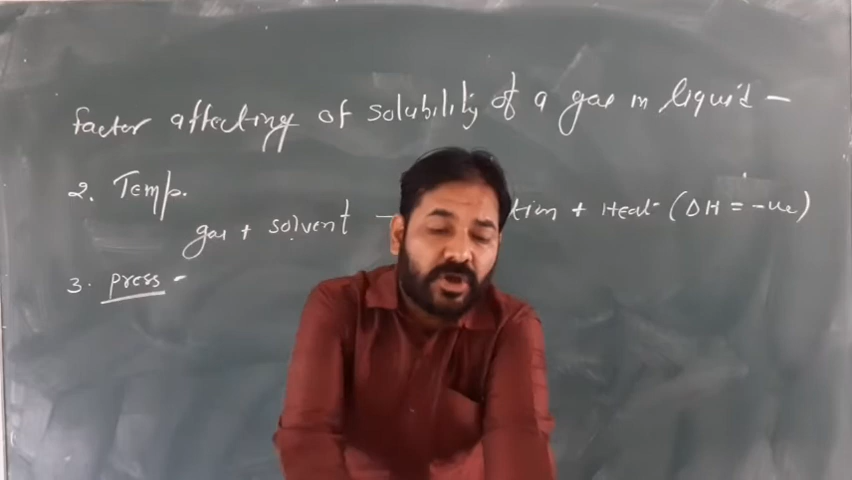 factor affecting of solubility of a gas in liquid –
2. Temp.
gas + solvent – tion + Heat (ΔH = -ve)
3. press -